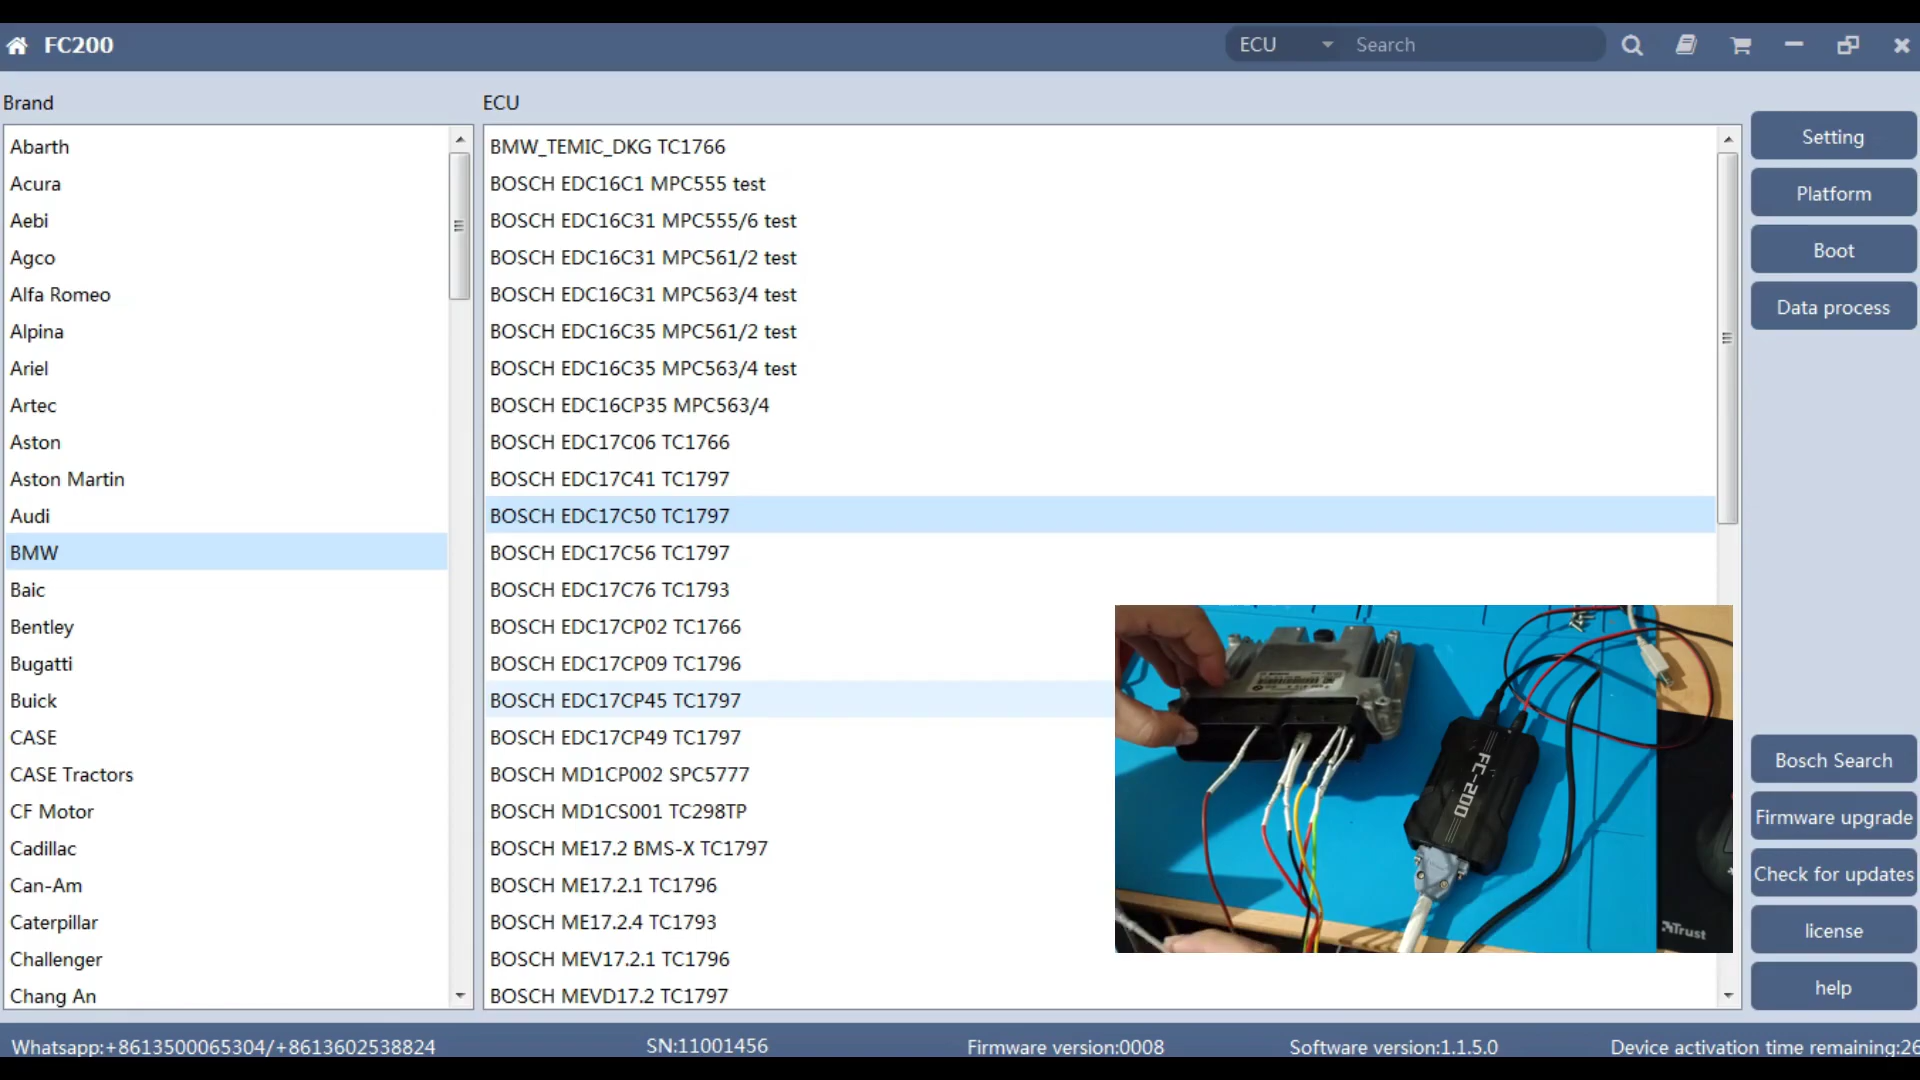 FC200
ECU
Search
Brand
ECU
Abarth
Acura
Aebi
Agco
Alfa Romeo
Alpina
Ariel
Artec
Aston
Aston Martin
Audi
BMW
Baic
Bentley
Bugatti
Buick
CASE
CASE Tractors
CF Motor
Cadillac
Can-Am
Caterpillar
Challenger
Chang An
BMW_TEMIC_DKG TC1766
BOSCH EDC16C1 MPC555 test
BOSCH EDC16C31 MPC555/6 test
BOSCH EDC16C31 MPC561/2 test
BOSCH EDC16C31 MPC563/4 test
BOSCH EDC16C35 MPC561/2 test
BOSCH EDC16C35 MPC563/4 test
BOSCH EDC16CP35 MPC563/4
BOSCH EDC17C06 TC1766
BOSCH EDC17C41 TC1797
BOSCH EDC17C50 TC1797
BOSCH EDC17C56 TC1797
BOSCH EDC17C76 TC1793
BOSCH EDC17CP02 TC1766
BOSCH EDC17CP09 TC1796
BOSCH EDC17CP45 TC1797
BOSCH EDC17CP49 TC1797
BOSCH MD1CP002 SPC5777
BOSCH MD1CS001 TC298TP
BOSCH ME17.2 BMS-X TC1797
BOSCH ME17.2.1 TC1796
BOSCH ME17.2.4 TC1793
BOSCH MEV17.2.1 TC1796
BOSCH MEVD17.2 TC1797
FC-200
Trust
Setting
Platform
Boot
Data process
Bosch Search
Firmware upgrade
Check for updates
license
help
Whatsapp:+8613500065304/+8613602538824
SN:11001456
Firmware version:0008
Software version:1.1.5.0
Device activation time remaining:26